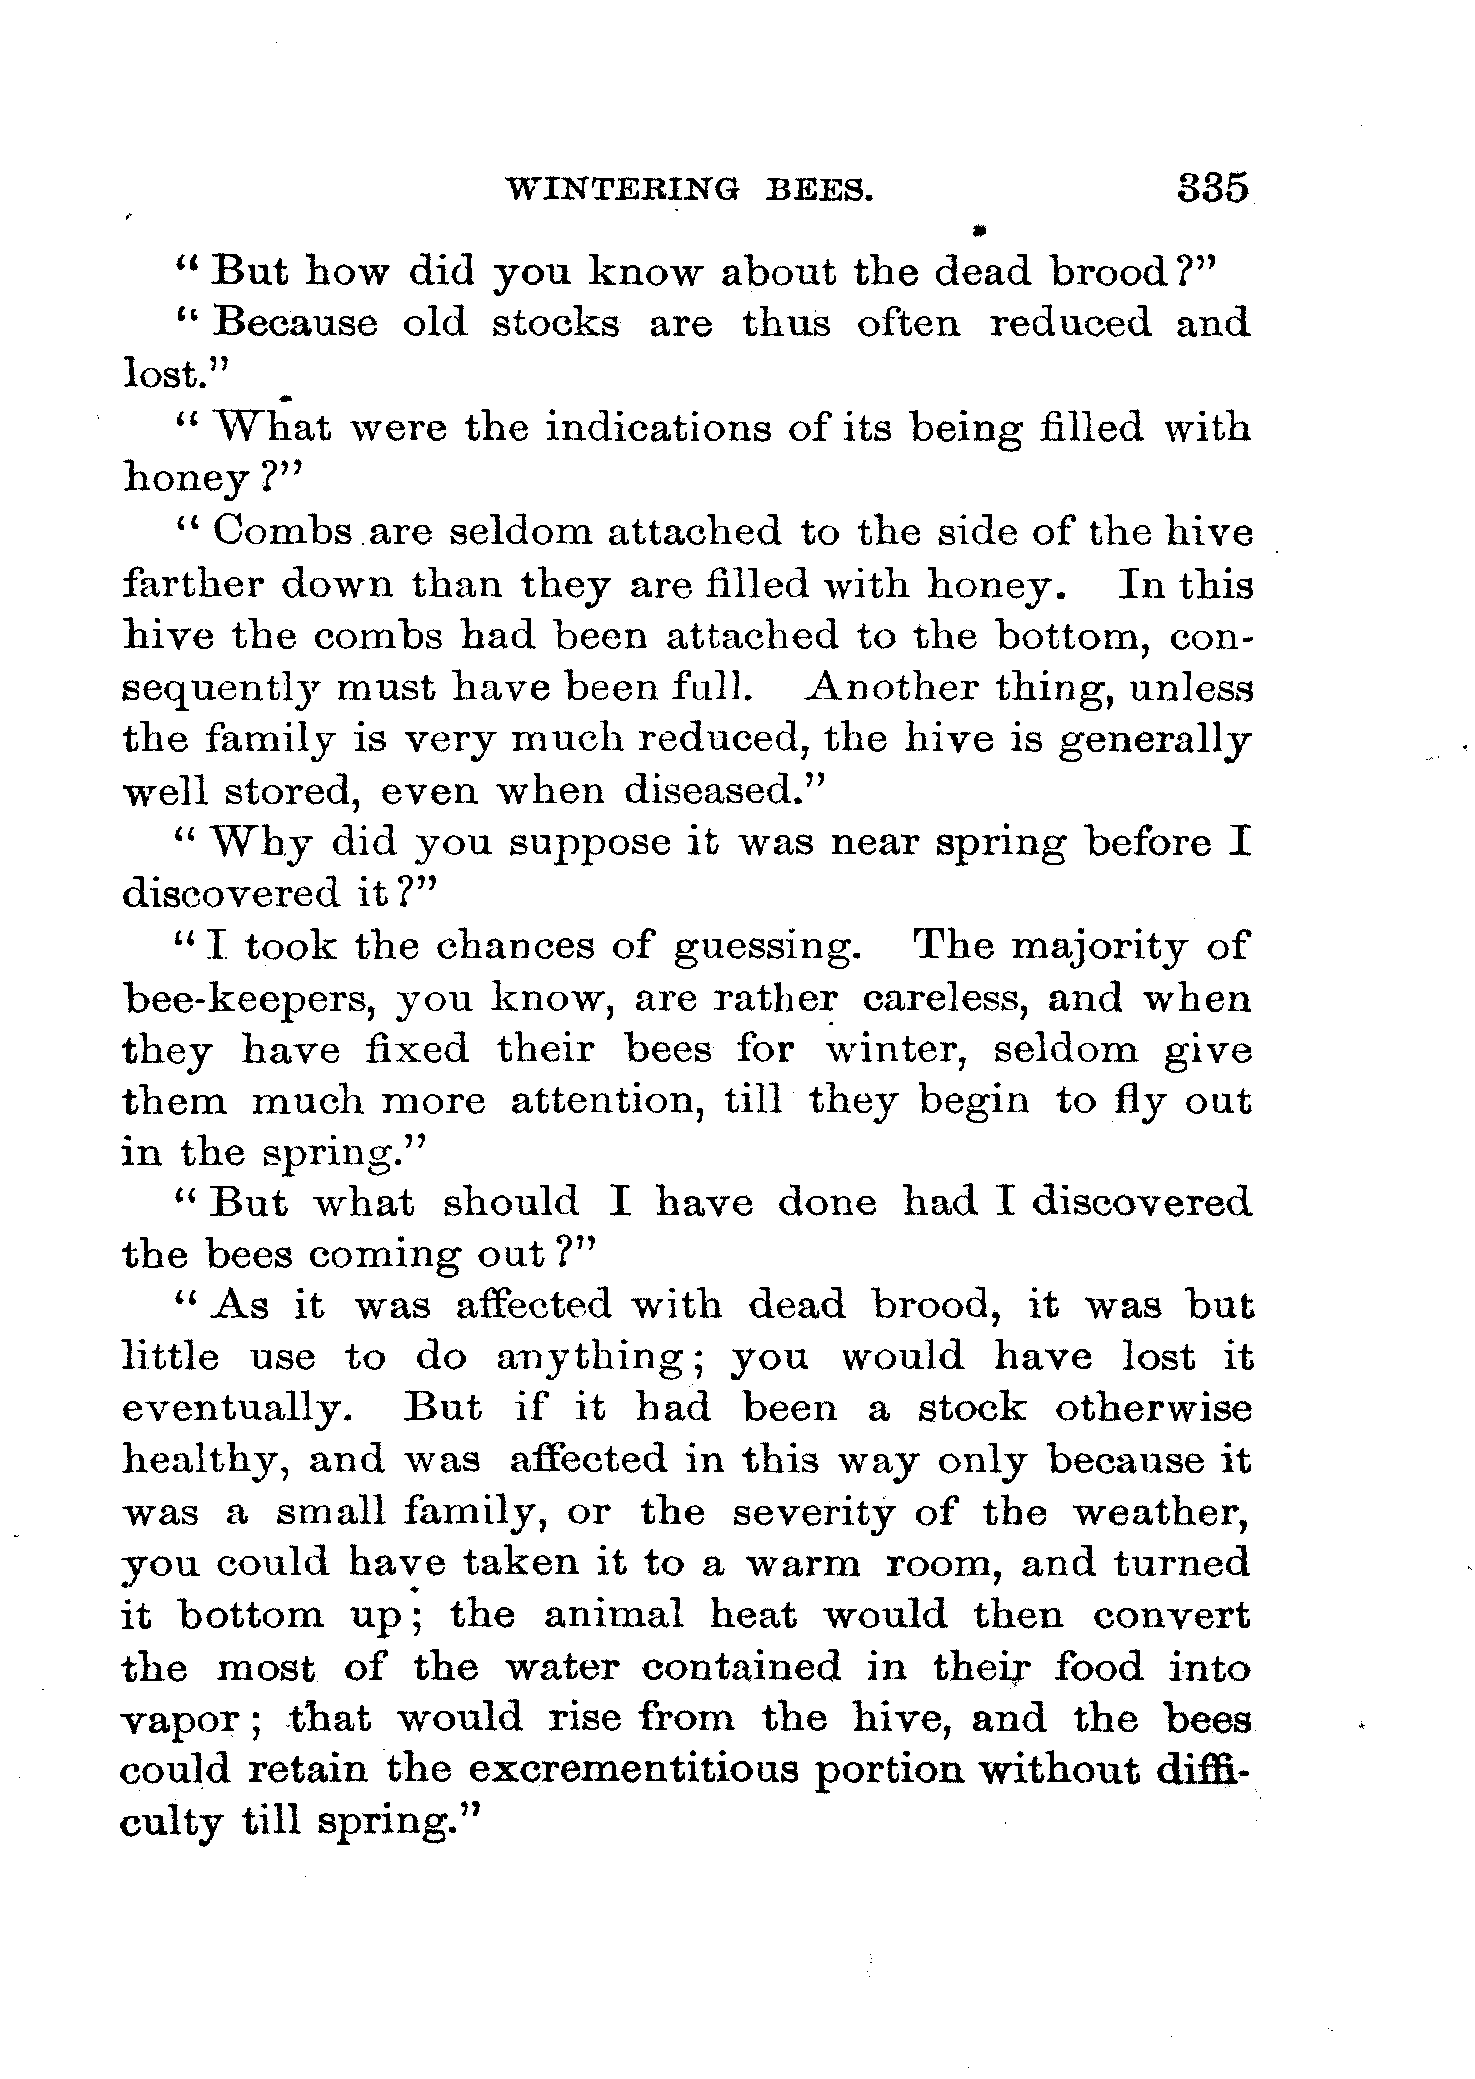 WINTERING BEES. 335
“ But how did you know about the dead brood ?”
“ Because old stocks are thus often reduced and
lost.”
“ What were the indications of its being filled with
honey ?”
“ Combs are seldom attached to the side of the hive
farther down than they are filled with honey. In this
hive the combs had been attached to the bottom, con-
sequently must have been full. Another thing, unless
the family is very much reduced, the hive is generally
well stored, even when diseased.”
“ Why did you suppose it was near spring before I
discovered it ?”
“ I took the chances of guessing. The majority of
bee-keepers, you know, are rather careless, and when
they have fixed their bees for winter, seldom give
them much more attention, till they begin to fly out
in the spring.”
“ But what should I have done had I discovered
the bees coming out ?”
“ As it was affected with dead brood, it was but
little use to do anything ; you would have lost it
eventually. But if it had been a stock otherwise
healthy, and was affected in this way only because it
was a small family, or the severity of the weather,
you could have taken it to a warm room, and turned
it bottom up ; the animal heat would then convert
the most of the water contained in their food into
vapor ; that would rise from the hive, and the bees
could retain the excrementitious portion without diffi-
culty till spring.”